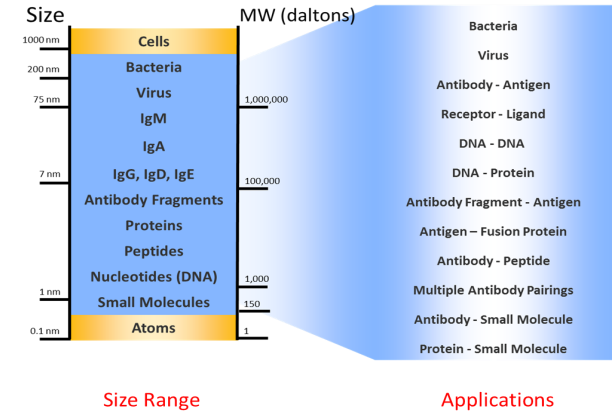 Size
MW (daltons)
1000 nm
200 nm
75 nm
7 nm
1 nm
0.1 nm
Cells
Bacteria
Virus
IgM
IgA
IgG, IgD, IgE
Antibody Fragments
Proteins
Peptides
Nucleotides (DNA)
Small Molecules
Atoms
1,000,000
100,000
1,000
150
1
Bacteria
Virus
Antibody - Antigen
Receptor - Ligand
DNA - DNA
DNA - Protein
Antibody Fragment - Antigen
Antigen – Fusion Protein
Antibody - Peptide
Multiple Antibody Pairings
Antibody - Small Molecule
Protein - Small Molecule
Size Range
Applications